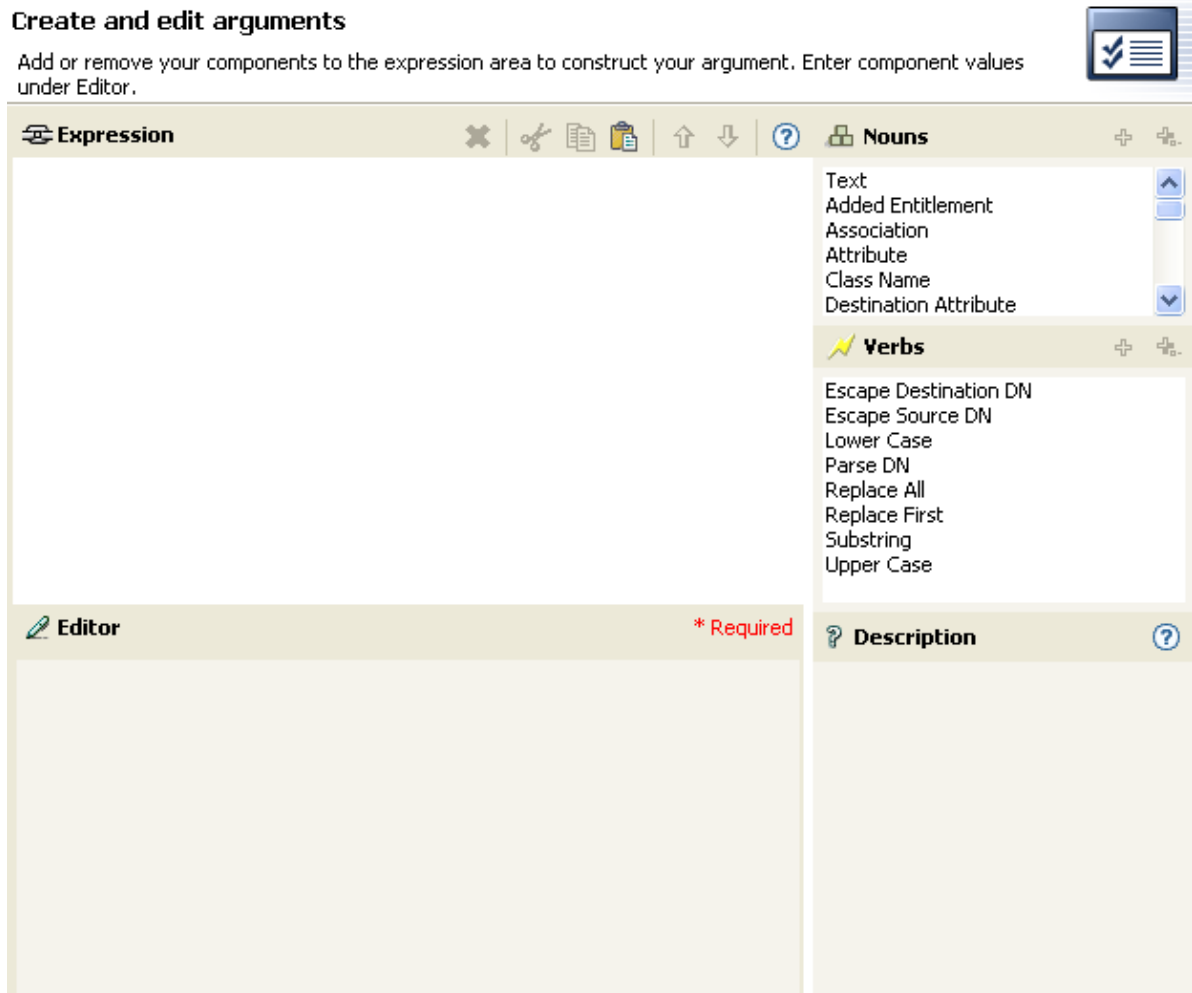 Create and edit arguments
Add or remove your components to the expression area to construct your argument. Enter component values
under Editor.
Expression
Nouns
Text
Added Entitlement
Association
Attribute
Class Name
Destination Attribute
Verbs
Escape Destination DN
Escape Source DN
Lower Case
Parse DN
Replace All
Replace First
Substring
Upper Case
Editor
* Required
Description